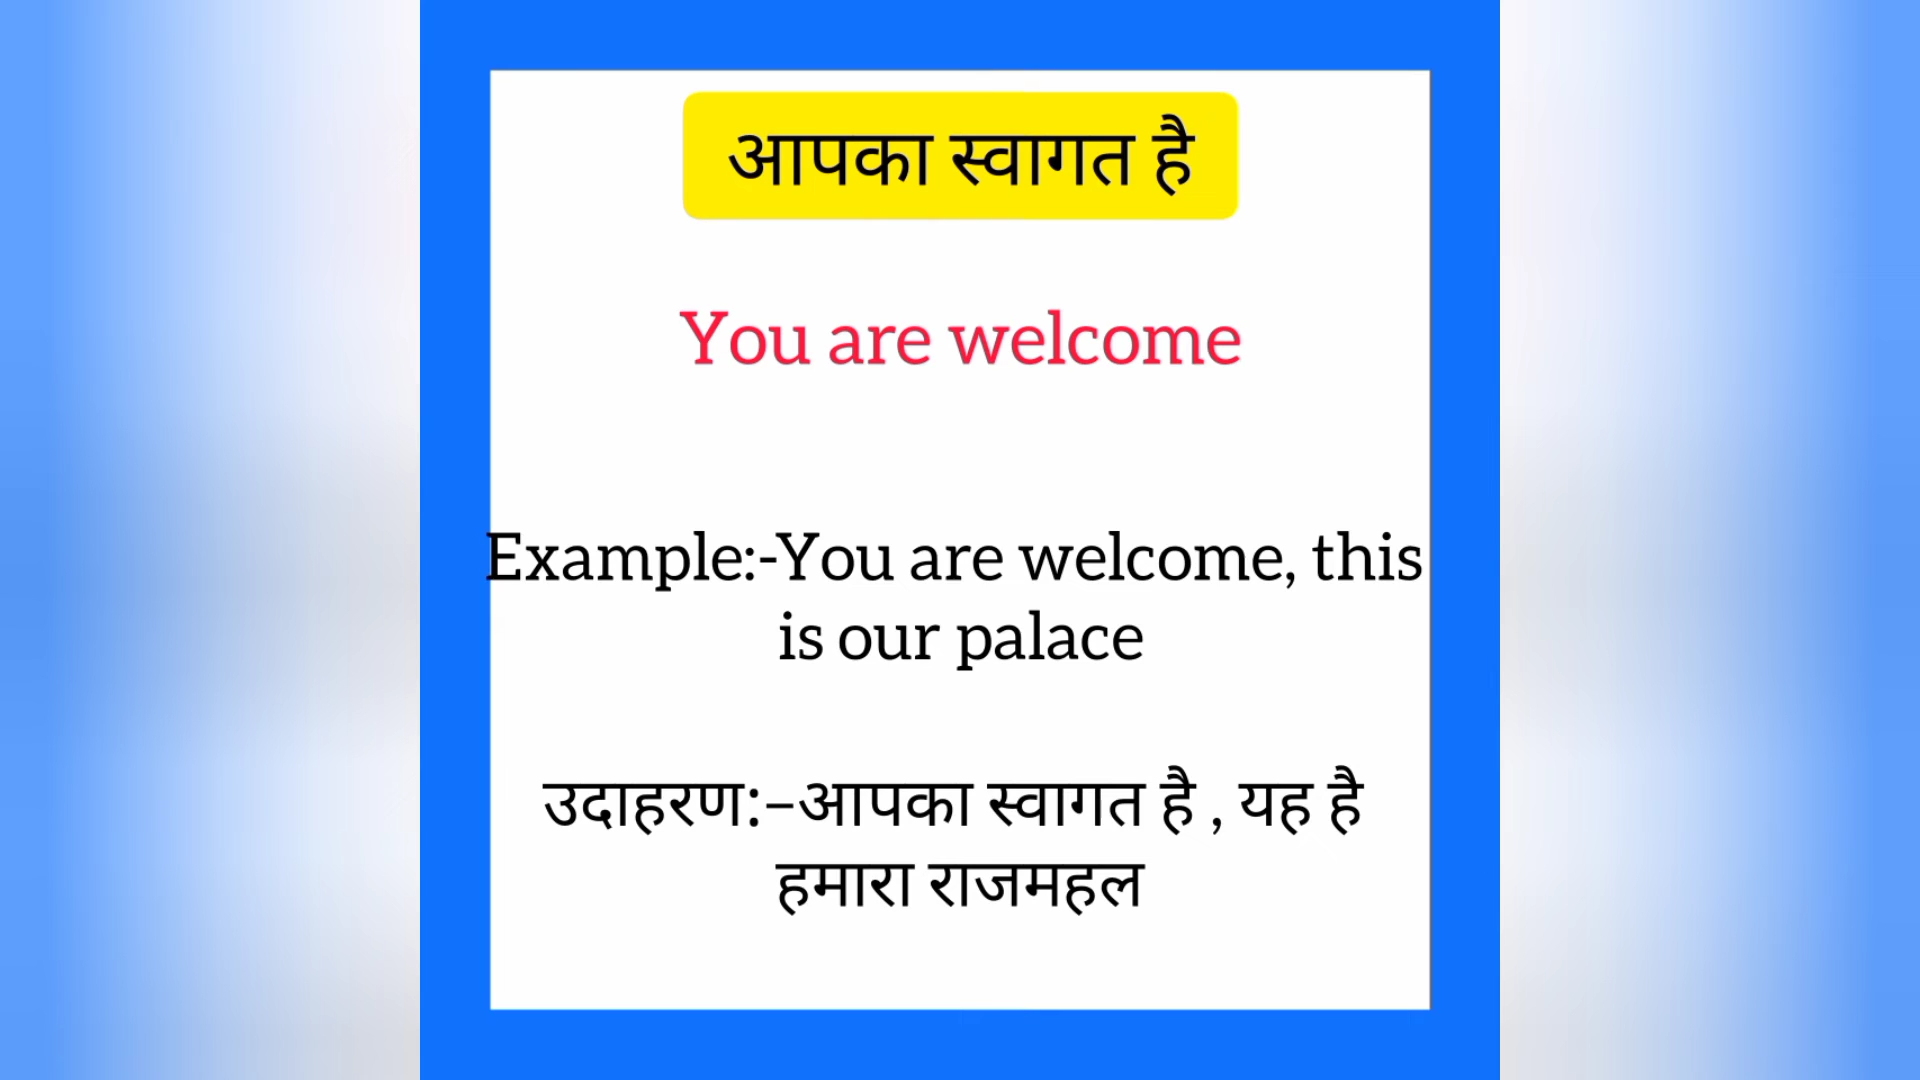 आपका स्वागत है
You are welcome
Example:-You are welcome, this
is our palace
उदाहरण:–आपका स्वागत है , यह है
हमारा राजमहल